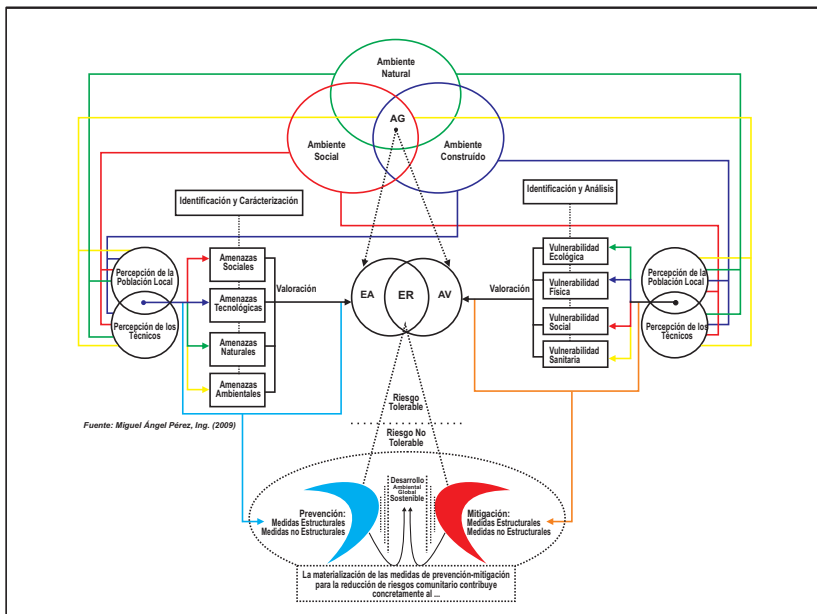 Ambiente
Natural
AG
Ambiente
Social
Ambiente
Construído
Identificación y Carácterización
Identificación y Análisis
Percepción de la
Población Local
Percepción de los
Técnicos
Amenazas
Sociales
Amenazas
Tecnológicas
Amenazas
Naturales
Amenazas
Ambientales
Valoración
EA
ER
AV
Valoración
Vulnerabilidad
Ecológica
Vulnerabilidad
Física
Vulnerabilidad
Social
Vulnerabilidad
Sanitaria
Percepción de la
Población Local
Percepción de los
Técnicos
Fuente: Miguel Ángel Pérez, Ing. (2009)
Riesgo
Tolerable
Riesgo No
Tolerable
Prevención:
Medidas Estructurales
Medidas no Estructurales
Desarrollo
Ambiental
Global
Sostenible
Mitigación:
Medidas Estructurales
Medidas no Estructurales
La materialización de las medidas de prevención-mitigación
para la reducción de riesgos comunitario contribuye
concretamente al ...